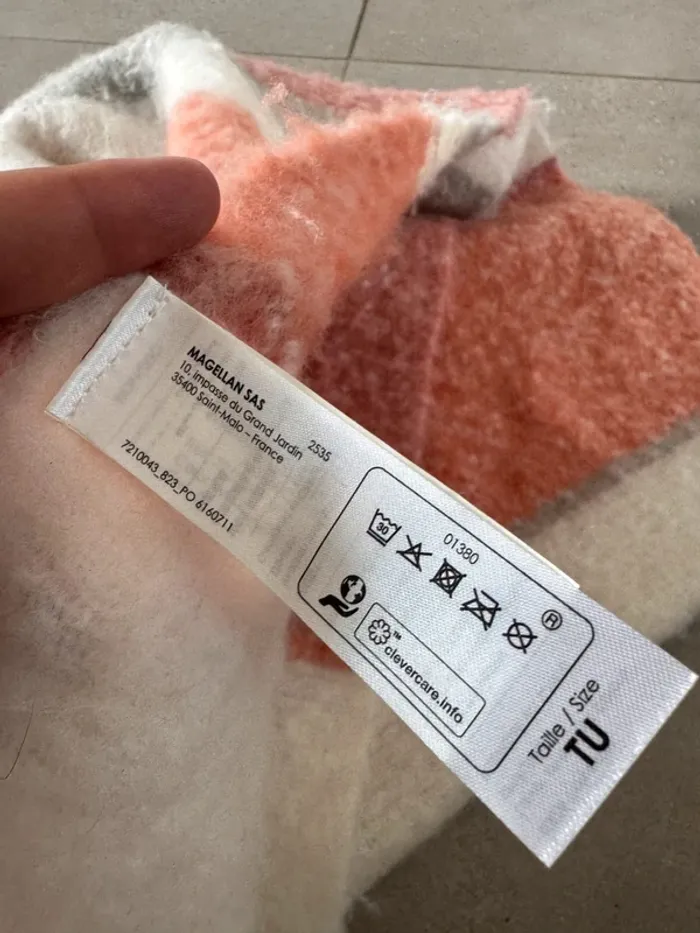 MAGELLAN SAS
10, Impasse du Grand Jardin
35400 Saint-Malo – France
2535
7210043_823_PO 6160711
01380
30
®
™
clevercare.info
Taille / Size
TU